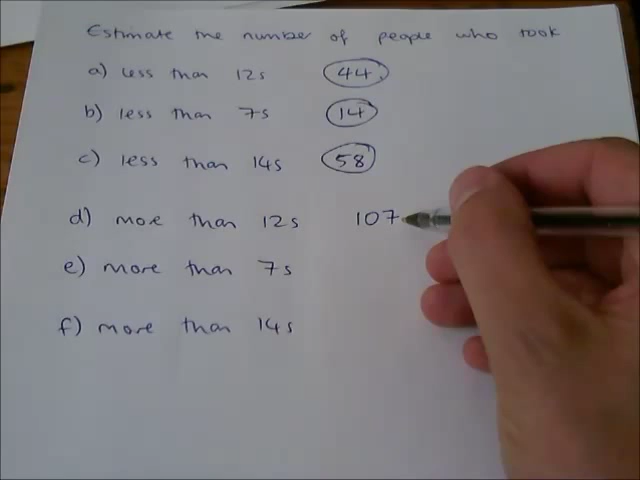 Estimate the number of people who took
a) less than 12s 44
b) less than 7s 14
c) less than 14s 58
d) more than 12s 107
e) more than 7s
f) more than 14s